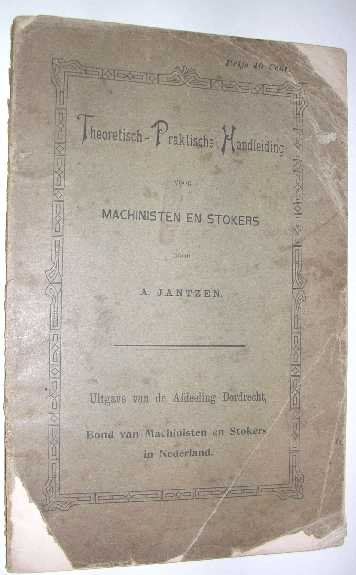 Prijs 40 Cent.
Theoretisch-Praktische Handleiding
VOOR
MACHINISTEN EN STOKERS
DOOR
A. JANTZEN.
Uitgave van de Afdeeling Dordrecht,
Bond van Machinisten en Stokers
in Nederland.